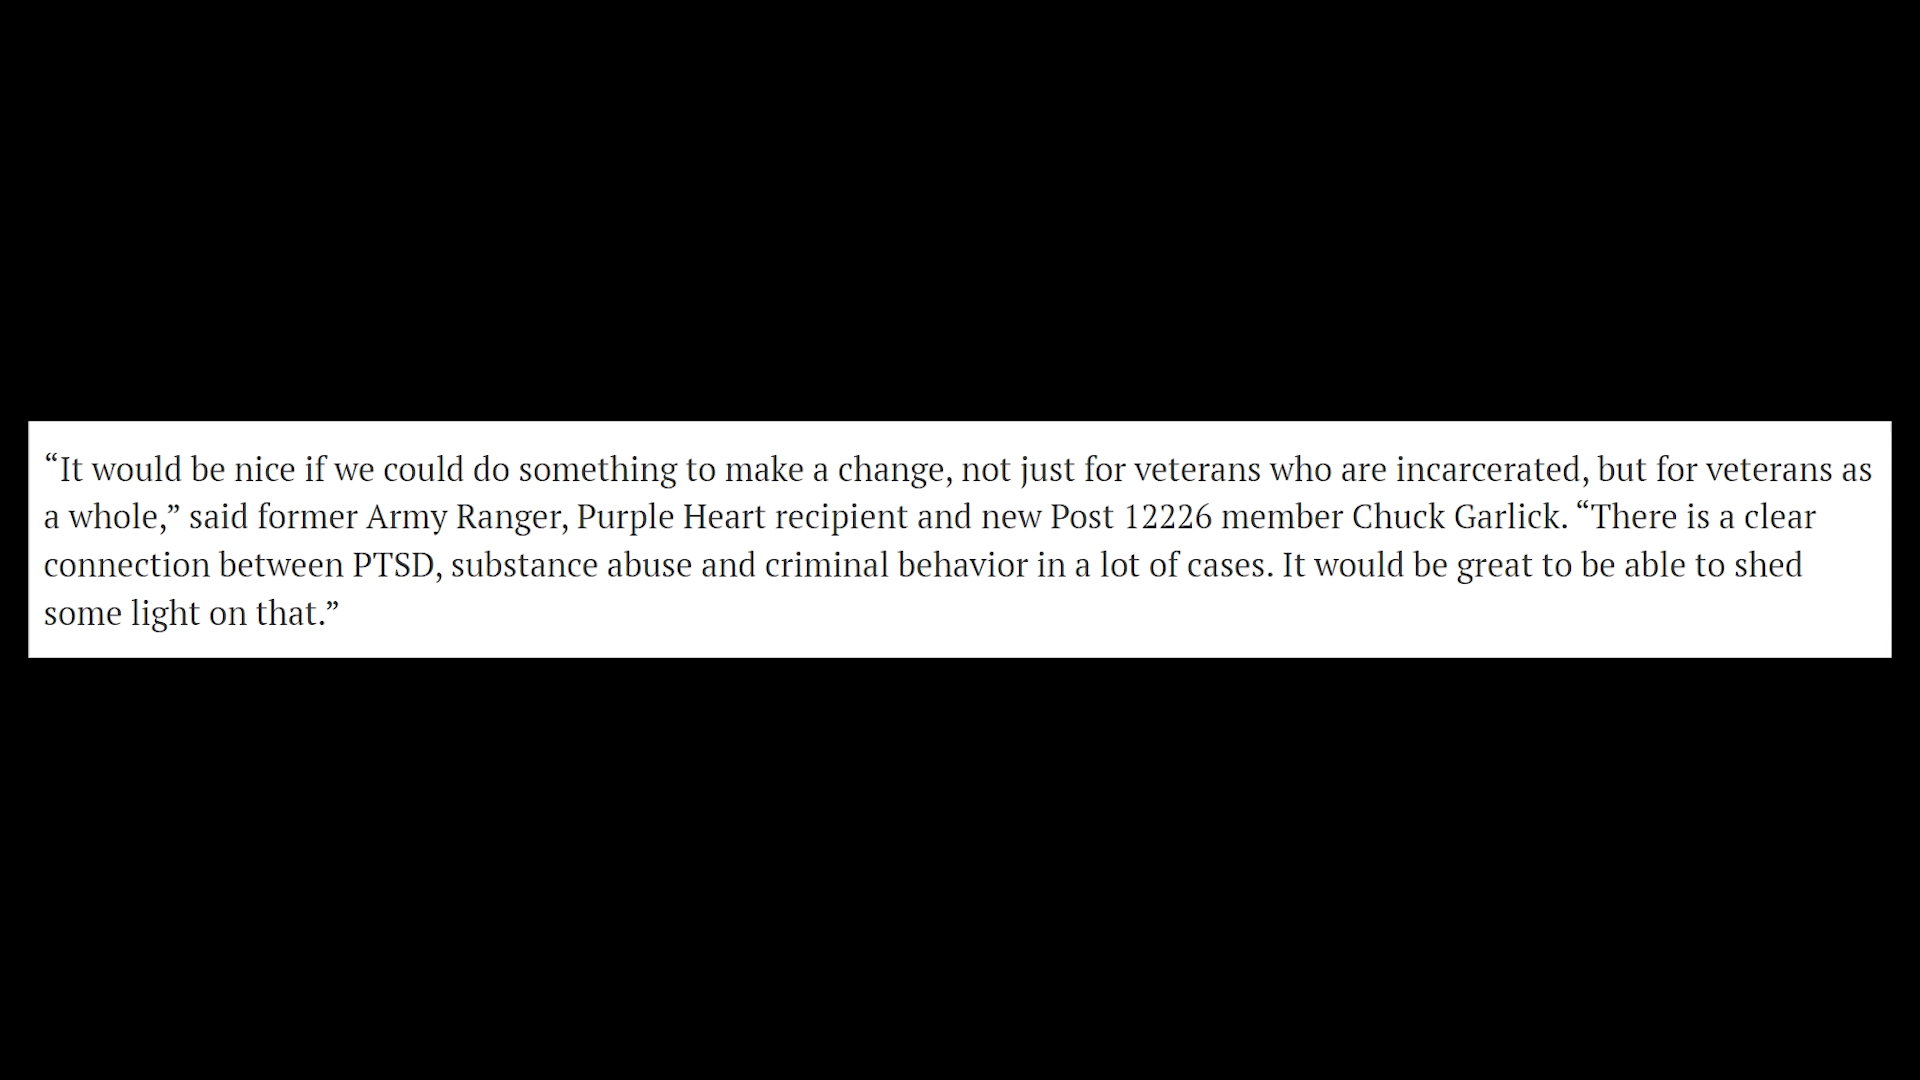 “It would be nice if we could do something to make a change, not just for veterans who are incarcerated, but for veterans as
a whole,” said former Army Ranger, Purple Heart recipient and new Post 12226 member Chuck Garlick. “There is a clear
connection between PTSD, substance abuse and criminal behavior in a lot of cases. It would be great to be able to shed
some light on that.”